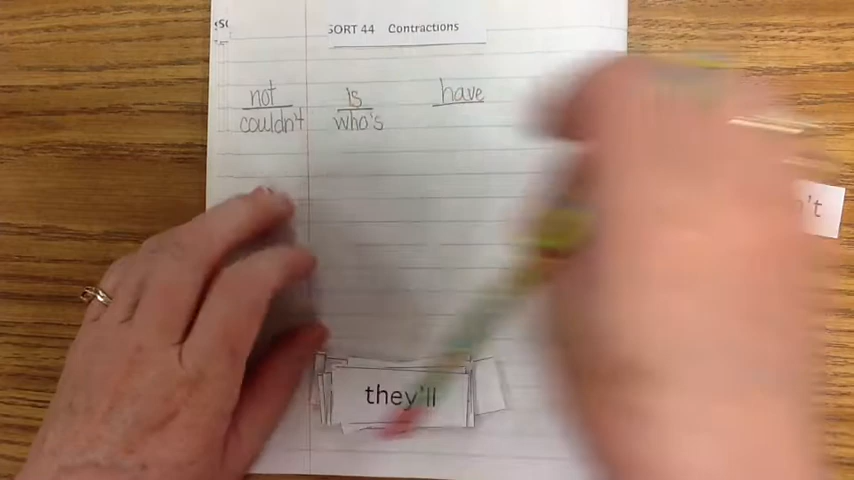 SORT 44 Contractions
not is have
couldn't who's
't
they'll